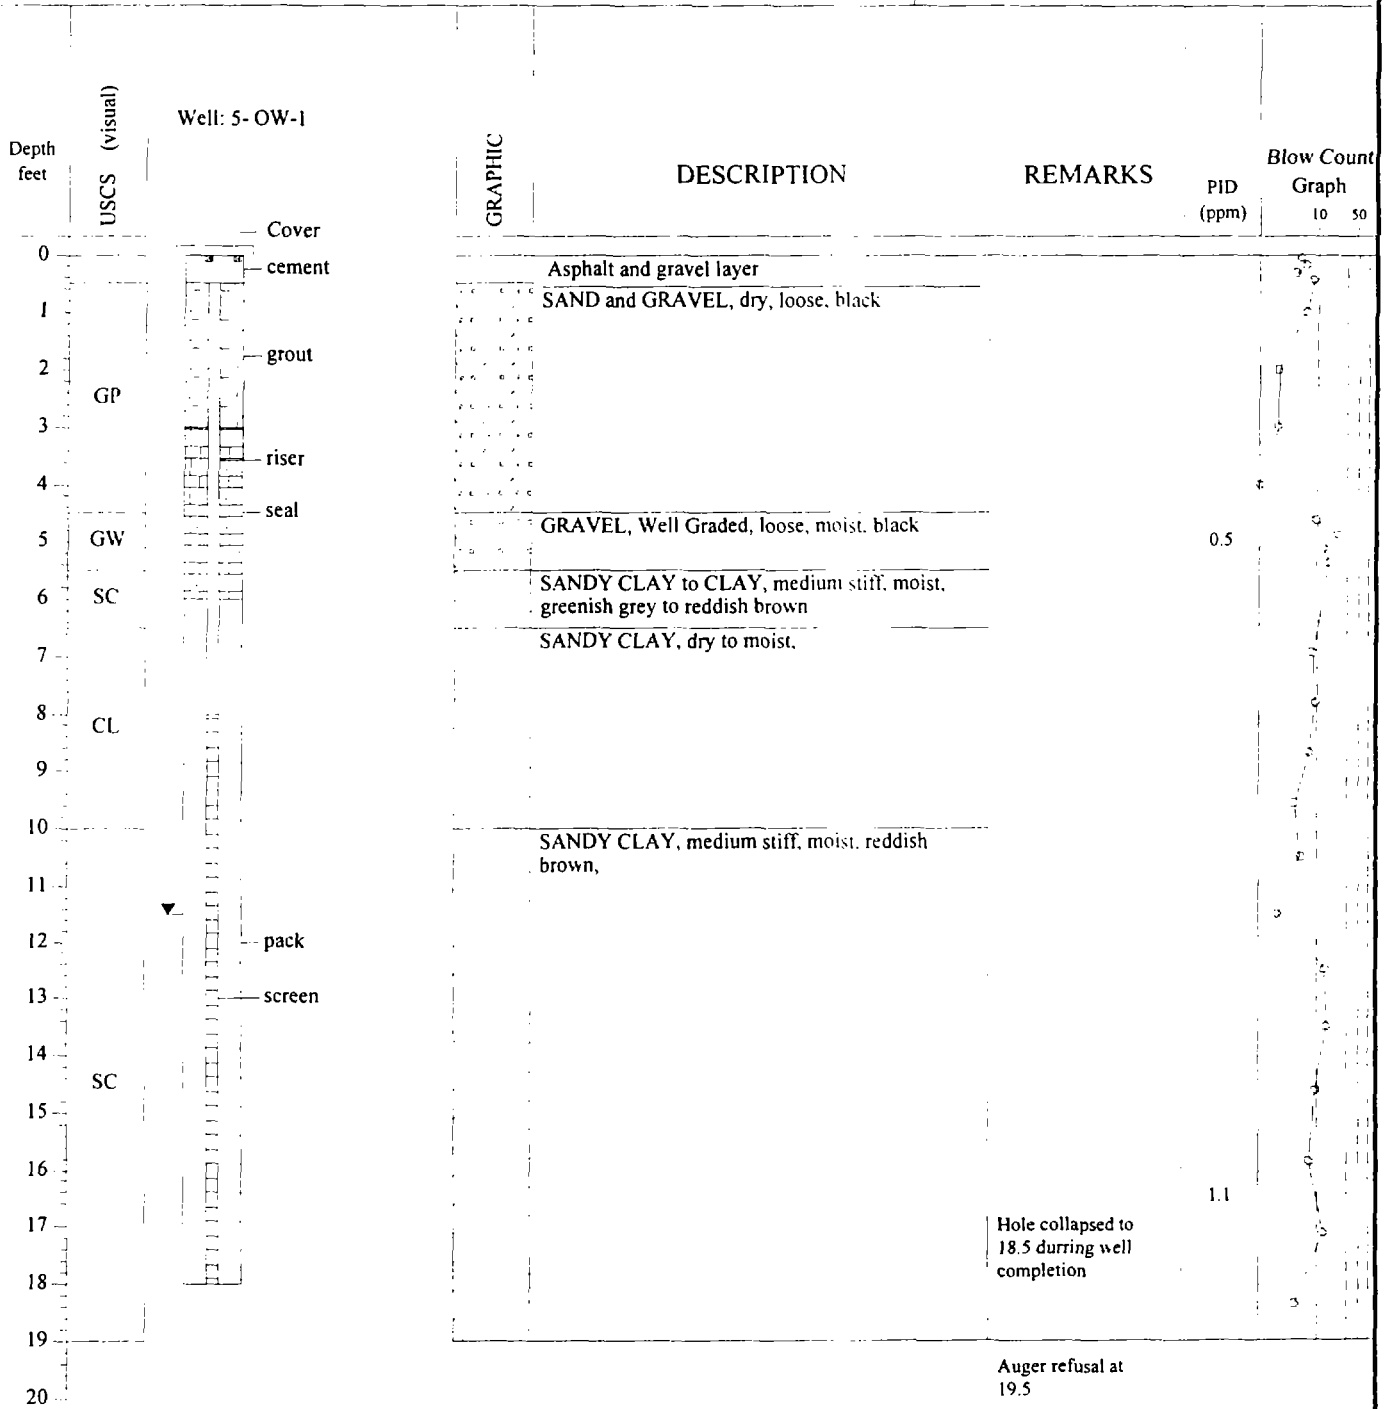 Well: 5- OW-1
Depth
feet
USCS (visual)
GRAPHIC
DESCRIPTION
REMARKS
PID
(ppm)
Blow Count
Graph
10 50
Cover
0
cement
Asphalt and gravel layer
SAND and GRAVEL, dry, loose, black
1
grout
2
GP
3
riser
4
seal
GRAVEL, Well Graded, loose, moist, black
5
GW
0.5
SANDY CLAY to CLAY, medium stiff, moist,
greenish grey to reddish brown
6
SC
SANDY CLAY, dry to moist,
7
8
CL
9
10
SANDY CLAY, medium stiff, moist, reddish
brown,
11
12
pack
13
screen
14
SC
15
16
1.1
17
Hole collapsed to
18.5 durring well
completion
18
19
Auger refusal at
19.5
20